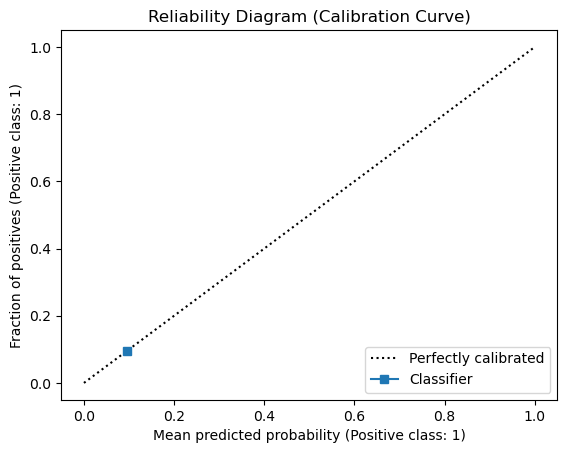 Reliability Diagram (Calibration Curve)
Fraction of positives (Positive class: 1)
1.0
0.8
0.6
0.4
0.2
0.0
Perfectly calibrated
Classifier
0.0 0.2 0.4 0.6 0.8 1.0
Mean predicted probability (Positive class: 1)